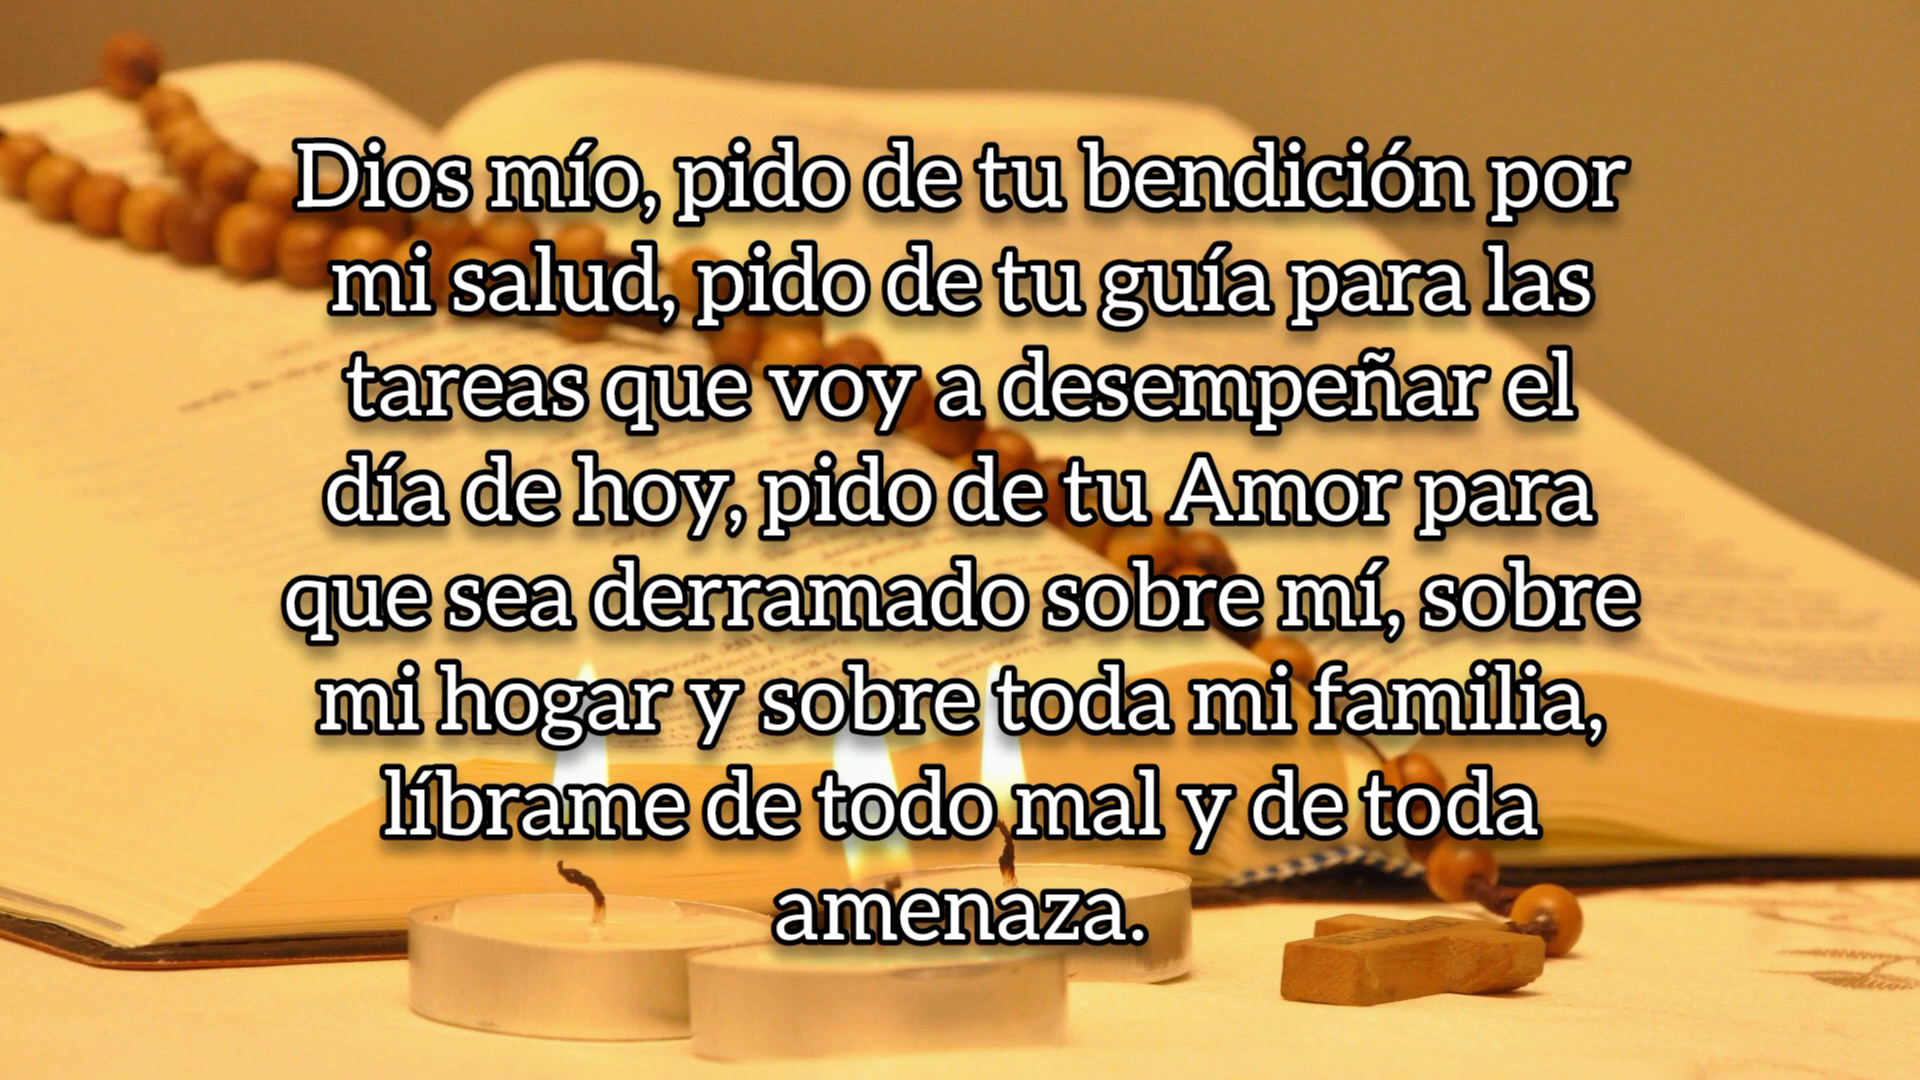 Dios mío, pido de tu bendición por
mi salud, pido de tu guía para las
tareas que voy a desempeñar el
día de hoy, pido de tu Amor para
que sea derramado sobre mí, sobre
mi hogar y sobre toda mi familia,
líbrame de todo mal y de toda
amenaza.